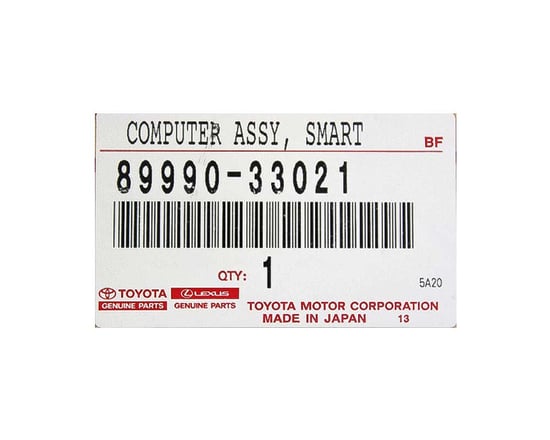 COMPUTER ASSY, SMART
BF
89990-33021
QTY: 1
5A20
TOYOTA
LEXUS
GENUINE PARTS
GENUINE PARTS
TOYOTA MOTOR CORPORATION
MADE IN JAPAN 13